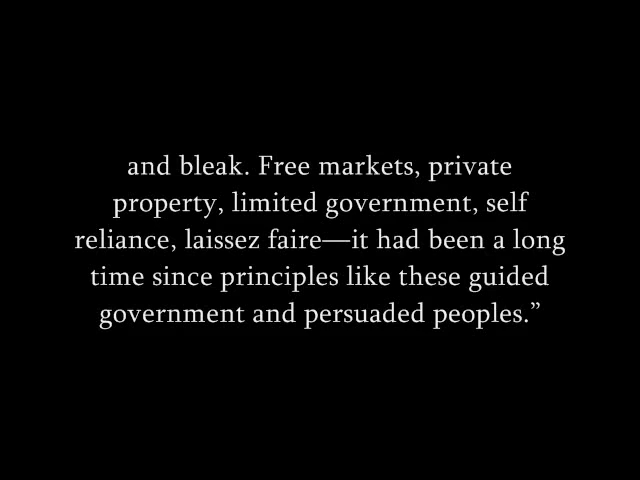 and bleak. Free markets, private
property, limited government, self
reliance, laissez faire—it had been a long
time since principles like these guided
government and persuaded peoples.”